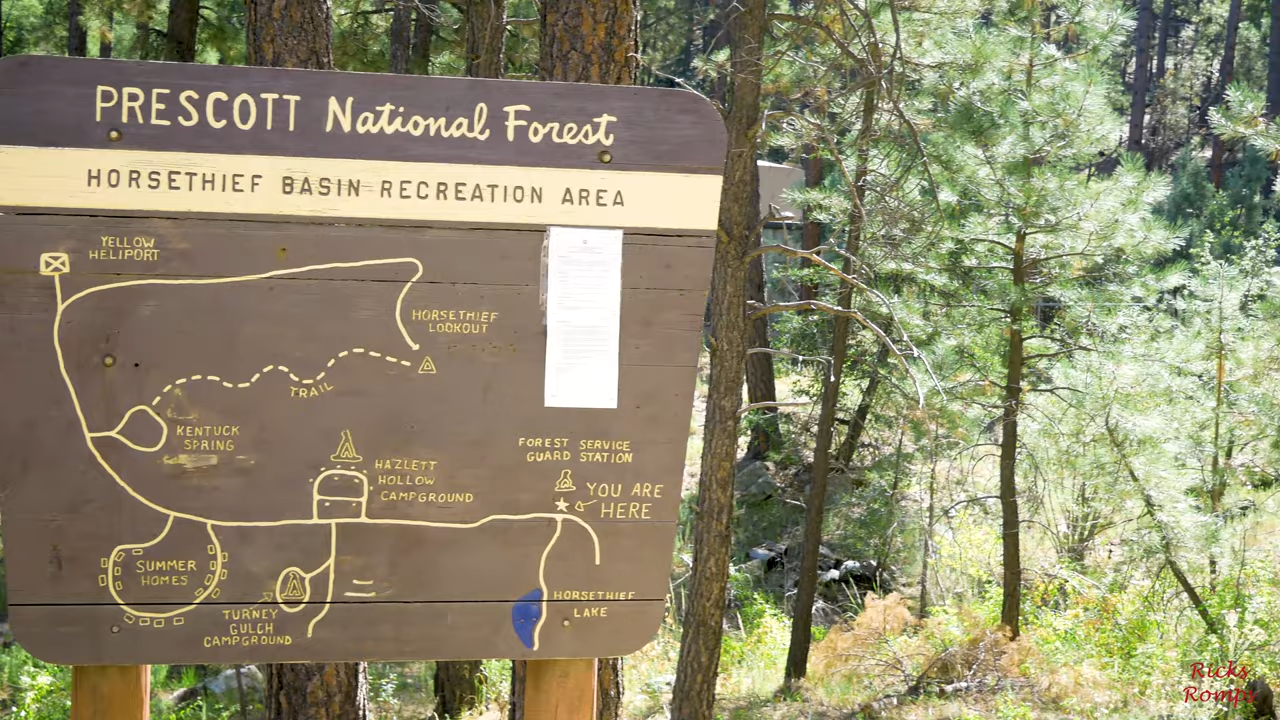 PRESCOTT National Forest
HORSETHIEF BASIN RECREATION AREA
YELLOW
HELIPORT
HORSETHIEF
LOOKOUT
TRAIL
KENTUCK
SPRING
HAZLETT
HOLLOW
CAMPGROUND
FOREST SERVICE
GUARD STATION
YOU ARE
HERE
SUMMER
HOMES
TURNEY
GULCH
CAMPGROUND
HORSETHIEF
LAKE
Ricks
Romps